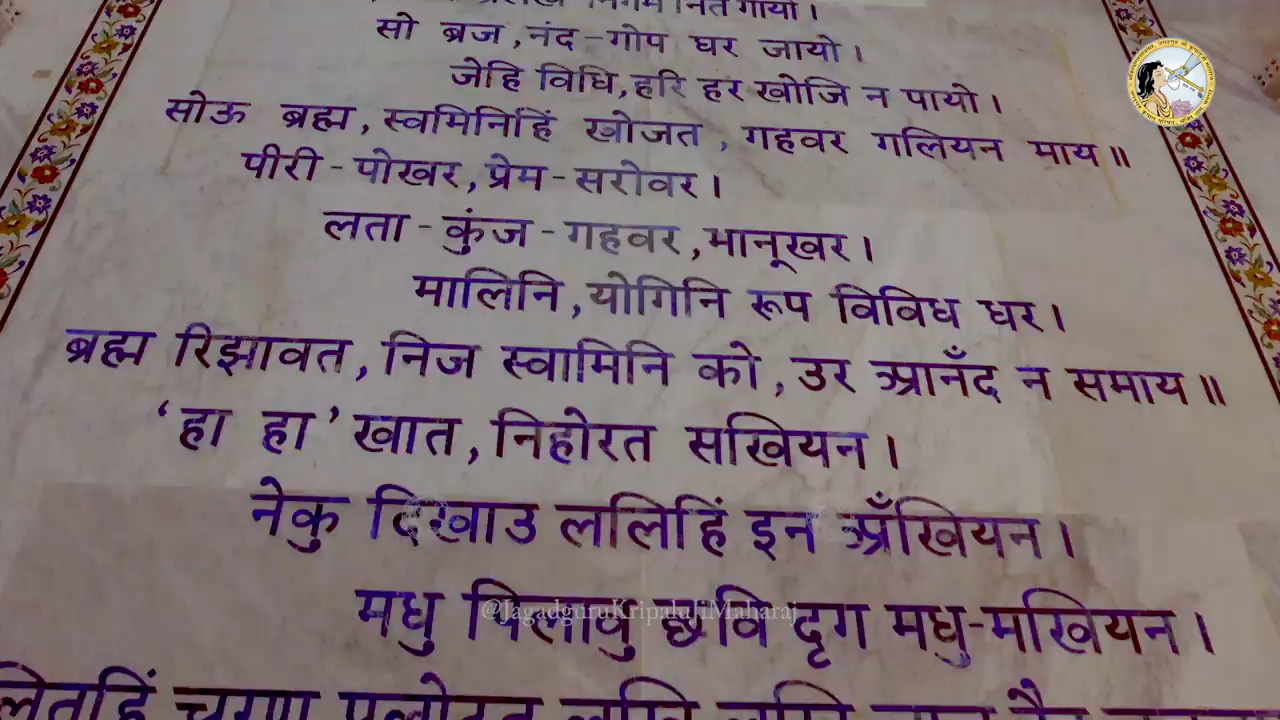 नित गायो।
सो ब्रज, नंद-गोप घर जायो।
जेहि विधि, हरि हर खोजि न पायो।
सोऊ ब्रह्म, स्वमिनिहिं खोजत, गहवर गलियन माय॥
पीरी-पोखर, प्रेम-सरोवर।
लता-कुंज-गहवर, भानूखर।
मालिनि, योगिनि रूप विविध धर।
ब्रह्म रिझावत, निज स्वामिनि को, उर आनँद न समाय॥
'हा हा' खात, निहोरत सखियन।
नेकु दिखाउ ललिहिं इन अँखियन।
मधु पिलावु छवि दृग मधु-मखियन।
@JagadguruKripalujiMaharaj